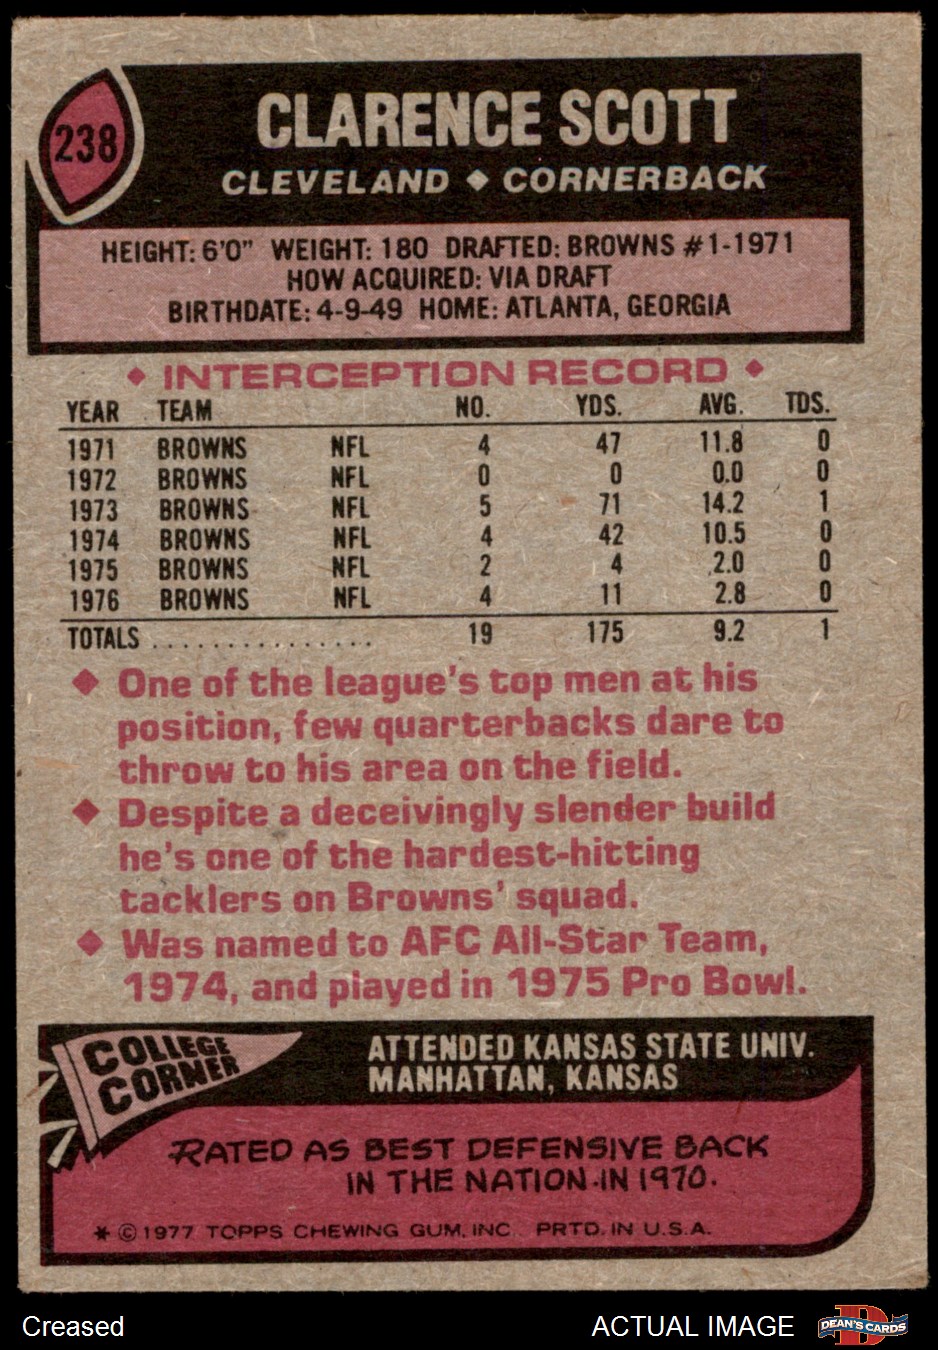 238
CLARENCE SCOTT
CLEVELAND ◆ CORNERBACK
HEIGHT: 6'0" WEIGHT: 180 DRAFTED: BROWNS #1-1971
HOW ACQUIRED: VIA DRAFT
BIRTHDATE: 4-9-49 HOME: ATLANTA, GEORGIA
◆ INTERCEPTION RECORD ◆
YEAR TEAM NO. YDS. AVG. TDS.
1971 BROWNS NFL 4 47 11.8 0
1972 BROWNS NFL 0 0 0.0 0
1973 BROWNS NFL 5 71 14.2 1
1974 BROWNS NFL 4 42 10.5 0
1975 BROWNS NFL 2 4 2.0 0
1976 BROWNS NFL 4 11 2.8 0
TOTALS ............... 19 175 9.2 1
◆ One of the league's top men at his
position, few quarterbacks dare to
throw to his area on the field.
◆ Despite a deceivingly slender build
he's one of the hardest-hitting
tacklers on Browns' squad.
◆ Was named to AFC All-Star Team,
1974, and played in 1975 Pro Bowl.
COLLEGE
CORNER
ATTENDED KANSAS STATE UNIV.
MANHATTAN, KANSAS
RATED AS BEST DEFENSIVE BACK
IN THE NATION IN 1970.
* © 1977 TOPPS CHEWING GUM, INC. PRTD. IN U.S.A.
Creased
ACTUAL IMAGE
D
DEAN'S CARDS